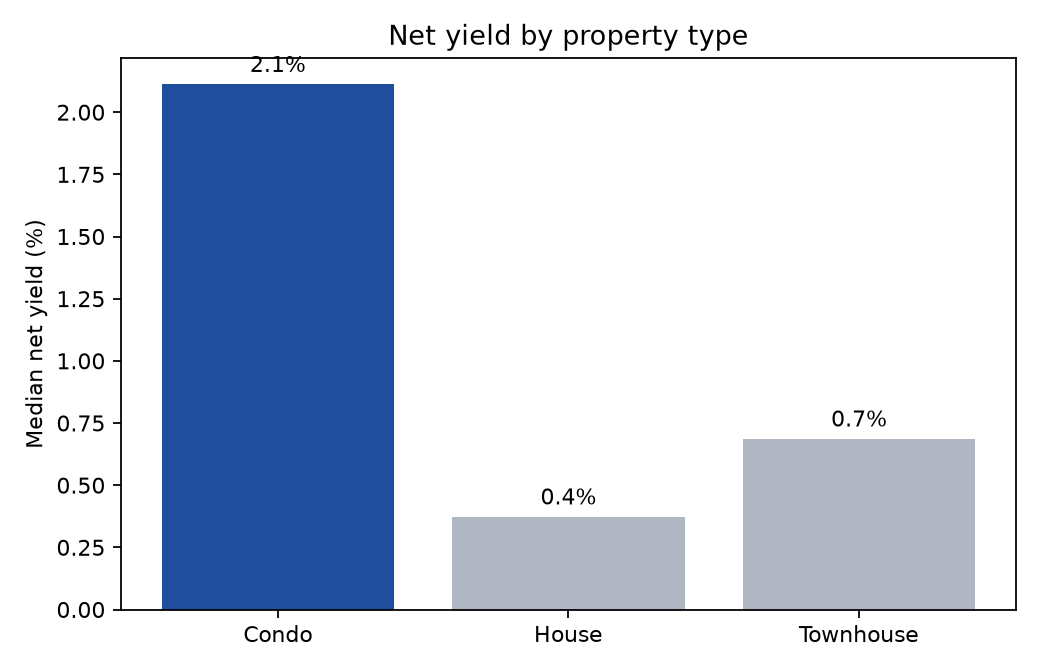 Net yield by property type
2.1%
2.00
1.75
1.50
1.25
1.00
0.75
0.50
0.25
0.00
Median net yield (%)
0.7%
0.4%
Condo
House
Townhouse